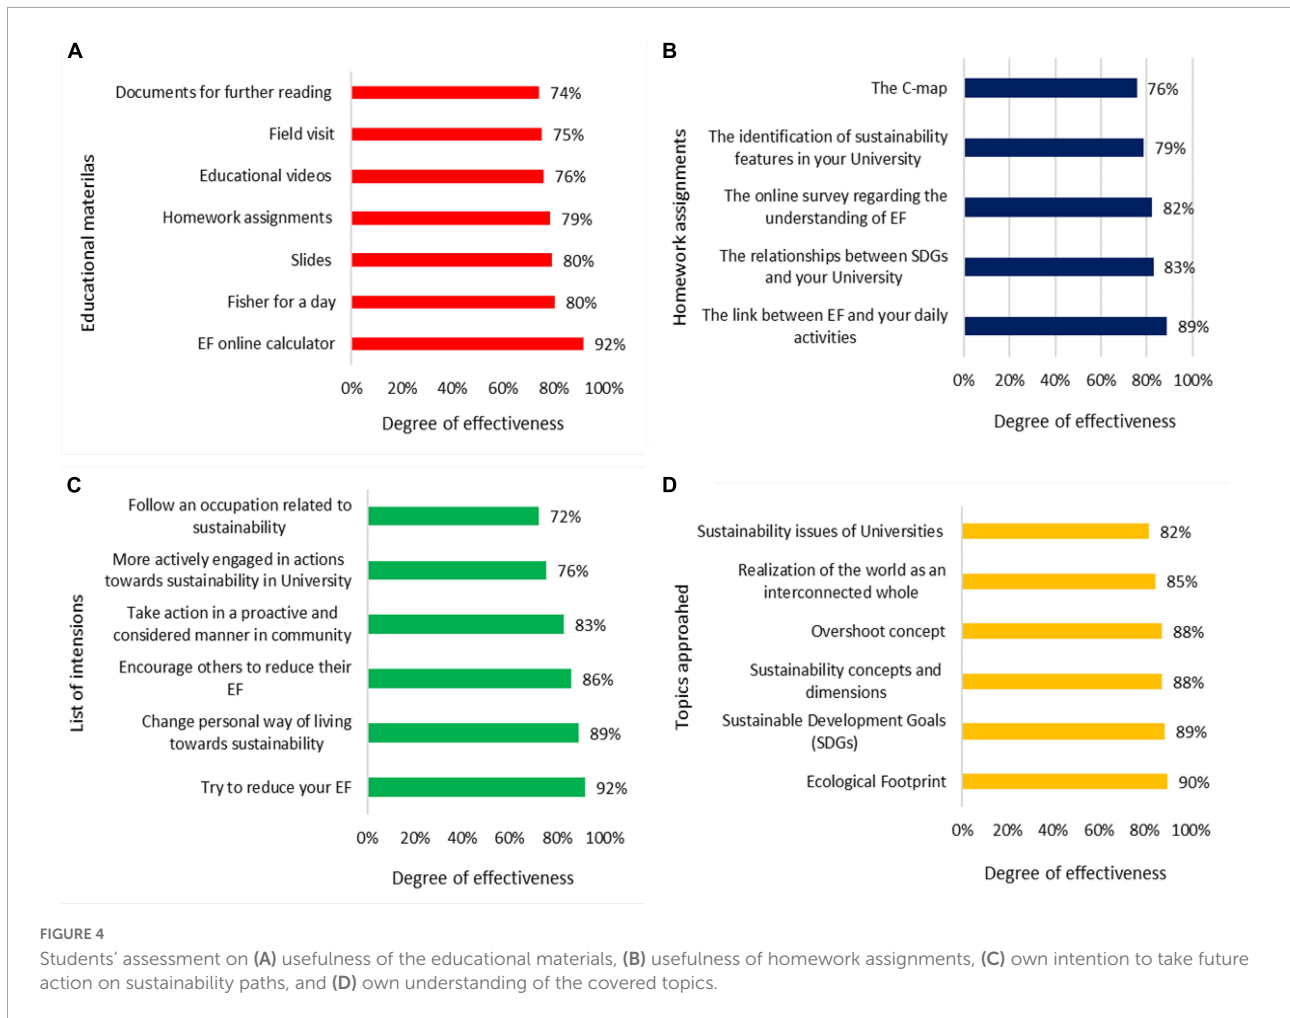 A
Educational materilas
Documents for further reading
74%
Field visit
75%
Educational videos
76%
Homework assignments
79%
Slides
80%
Fisher for a day
80%
EF online calculator
92%
0% 20% 40% 60% 80% 100%
Degree of effectiveness
B
Homework assignments
The C-map
76%
The identification of sustainability
features in your University
79%
The online survey regarding the
understanding of EF
82%
The relationships between SDGs
and your University
83%
The link between EF and your daily
activities
89%
0% 20% 40% 60% 80% 100%
Degree of effectiveness
C
List of intensions
Follow an occupation related to
sustainability
72%
More actively engaged in actions
towards sustainability in University
76%
Take action in a proactive and
considered manner in community
83%
Encourage others to reduce their
EF
86%
Change personal way of living
towards sustainability
89%
Try to reduce your EF
92%
0% 20% 40% 60% 80% 100%
Degree of effectiveness
D
Topics approahed
Sustainability issues of Universities
82%
Realization of the world as an
interconnected whole
85%
Overshoot concept
88%
Sustainability concepts and
dimensions
88%
Sustainable Development Goals
(SDGs)
89%
Ecological Footprint
90%
0% 20% 40% 60% 80% 100%
Degree of effectiveness
FIGURE 4
Students’ assessment on (A) usefulness of the educational materials, (B) usefulness of homework assignments, (C) own intention to take future
action on sustainability paths, and (D) own understanding of the covered topics.